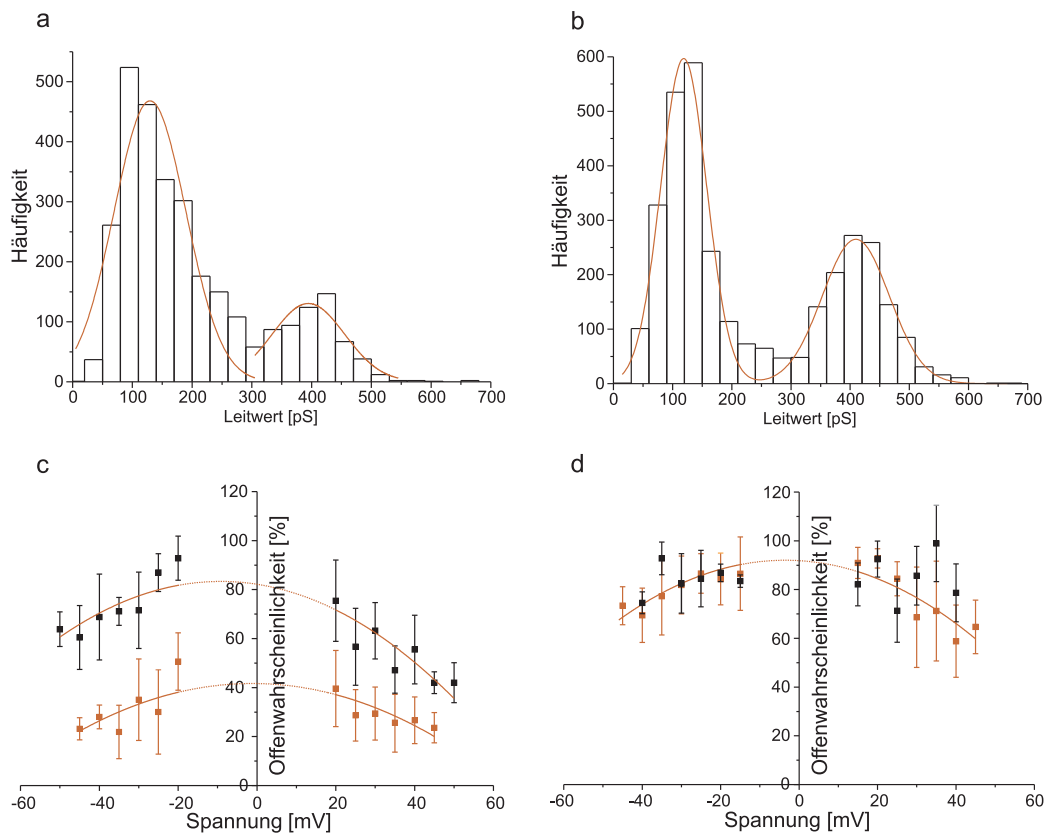 a
500
400
300
200
100
0
Häufigkeit
0 100 200 300 400 500 600 700
Leitwert [pS]
b
600
500
400
300
200
100
0
Häufigkeit
0 100 200 300 400 500 600 700
Leitwert [pS]
c
120
100
80
60
40
20
0
Offenwahrscheinlichkeit [%]
-60 -40 -20 0 20 40 60
Spannung [mV]
d
120
100
80
60
40
20
0
Offenwahrscheinlichkeit [%]
-60 -40 -20 0 20 40 60
Spannung [mV]